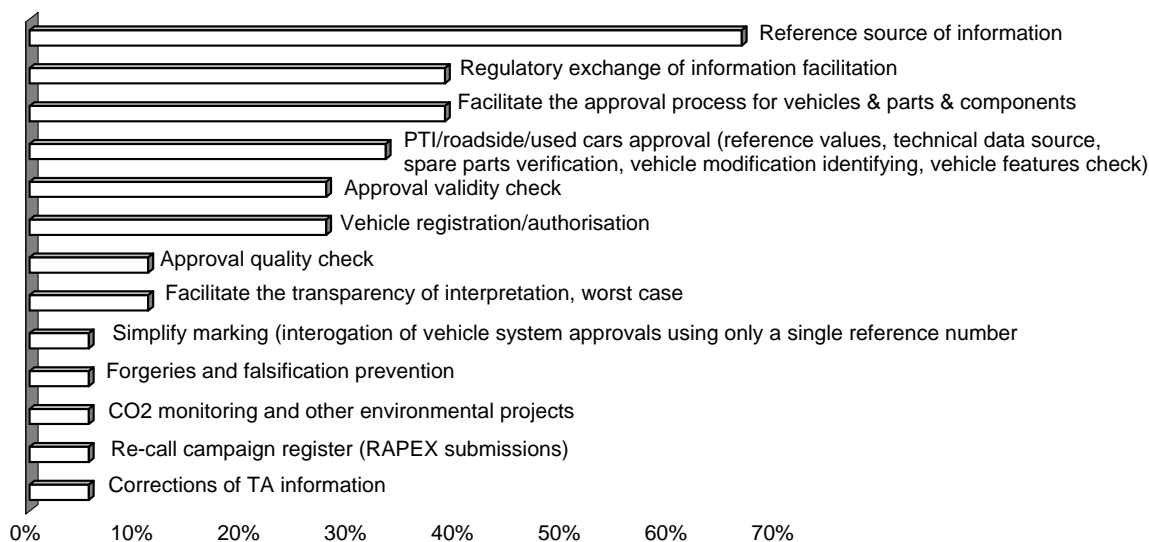 Reference source of information
Regulatory exchange of information facilitation
Facilitate the approval process for vehicles & parts & components
PTI/roadside/used cars approval (reference values, technical data source,
spare parts verification, vehicle modification identifying, vehicle features check)
Approval validity check
Vehicle registration/authorisation
Approval quality check
Facilitate the transparency of interpretation, worst case
Simplify marking (interogation of vehicle system approvals using only a single reference number
Forgeries and falsification prevention
CO2 monitoring and other environmental projects
Re-call campaign register (RAPEX submissions)
Corrections of TA information
0% 10% 20% 30% 40% 50% 60% 70%